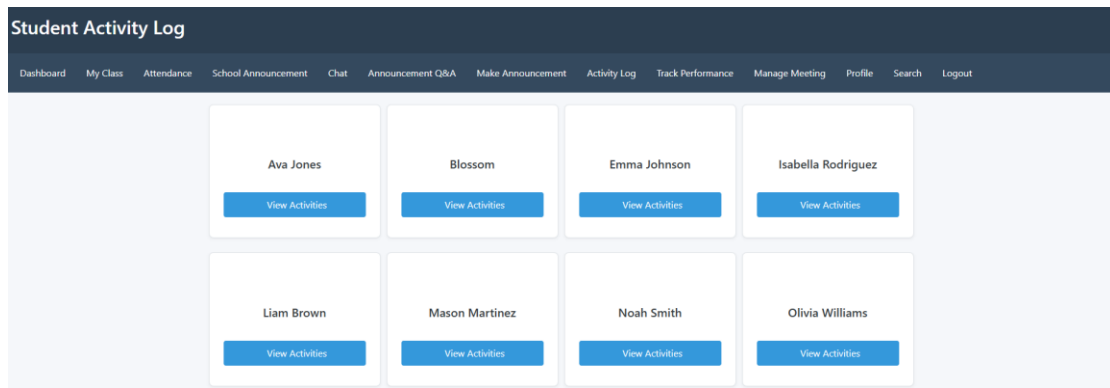 Student Activity Log
Dashboard My Class Attendance School Announcement Chat Announcement Q&A Make Announcement Activity Log Track Performance Manage Meeting Profile Search Logout
Ava Jones Blossom Emma Johnson Isabella Rodriguez
View Activities View Activities View Activities View Activities
Liam Brown Mason Martinez Noah Smith Olivia Williams
View Activities View Activities View Activities View Activities